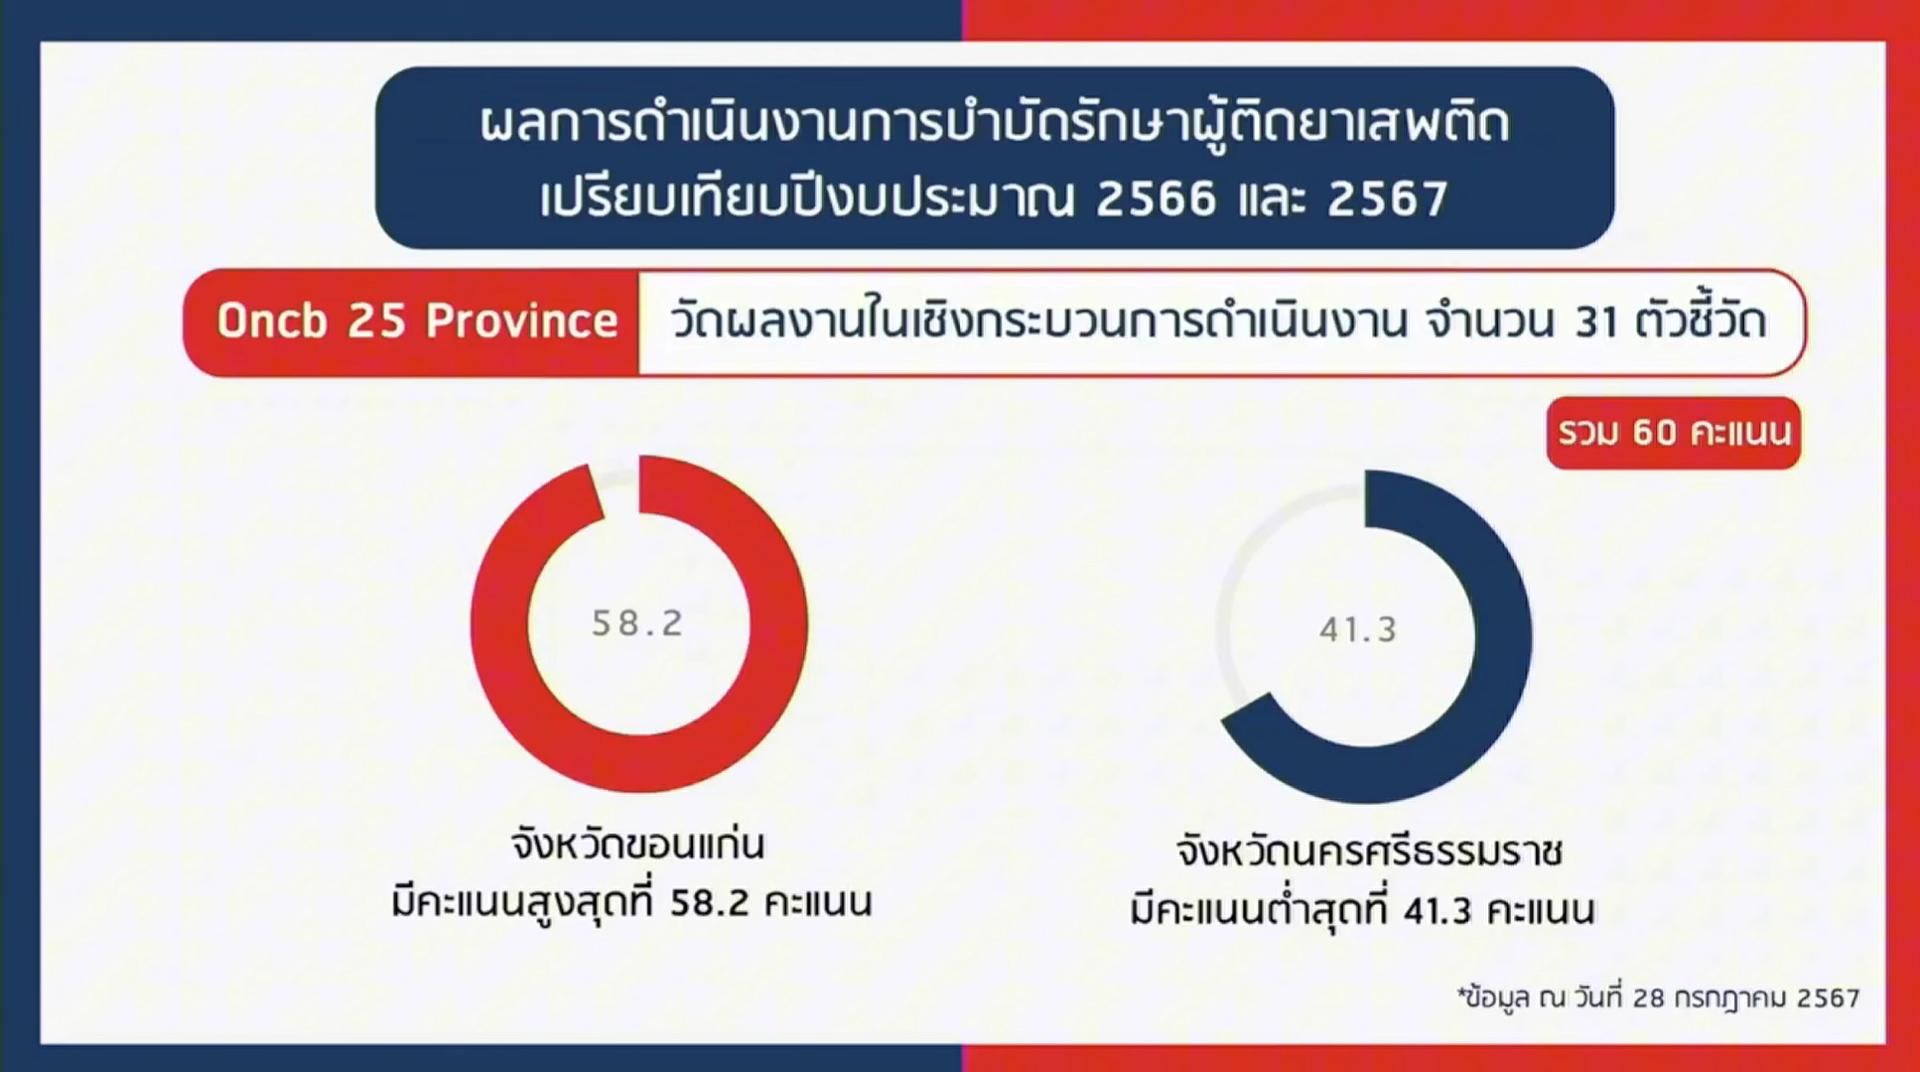 ผลการดำเนินงานการบำบัดรักษาผู้ติดยาเสพติด
เปรียบเทียบปีงบประมาณ 2566 และ 2567
Oncb 25 Province
วัดผลงานในเชิงกระบวนการดำเนินงาน จำนวน 31 ตัวชี้วัด
รวม 60 คะแนน
58.2
41.3
จังหวัดขอนแก่น
มีคะแนนสูงสุดที่ 58.2 คะแนน
จังหวัดนครศรีธรรมราช
มีคะแนนต่ำสุดที่ 41.3 คะแนน
*ข้อมูล ณ วันที่ 28 กรกฎาคม 2567